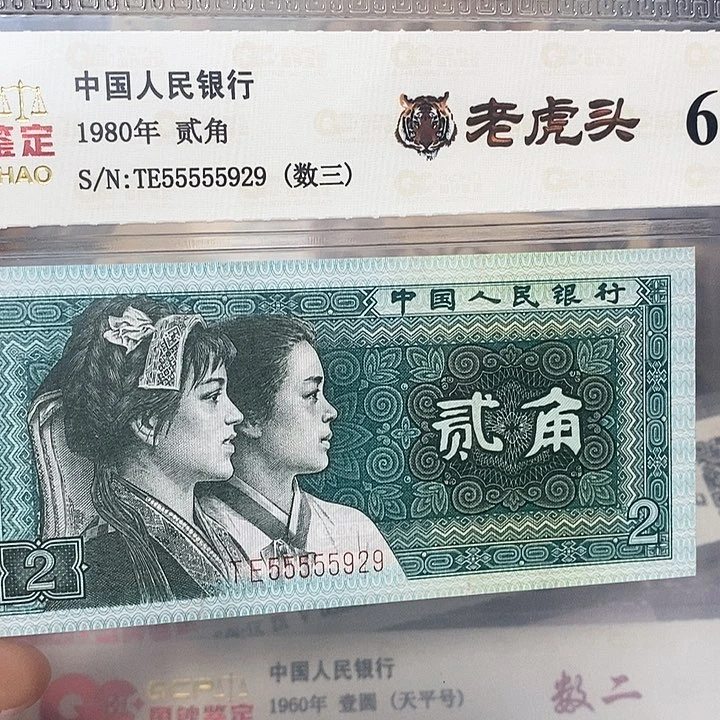 中国人民银行
1980年 贰角
S/N:TE55555929 (数三)
鉴定
HAO
老虎头
6
中国人民银行
贰角
2
2
TE55555929
中国人民银行
1960年 壹圆 (天平号)
数二